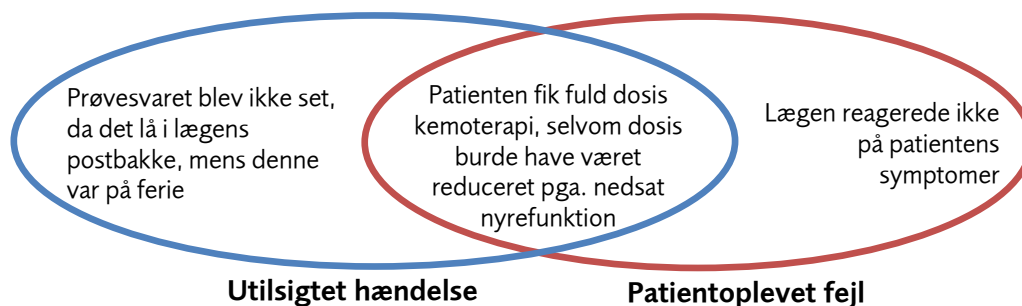 Prøvesvaret blev ikke set,
da det lå i lægens
postbakke, mens denne
var på ferie
Patienten fik fuld dosis
kemoterapi, selvom dosis
burde have været
reduceret pga. nedsat
nyrefunktion
Lægen reagerede ikke
på patientens
symptomer
Utilsigtet hændelse
Patientoplevet fejl